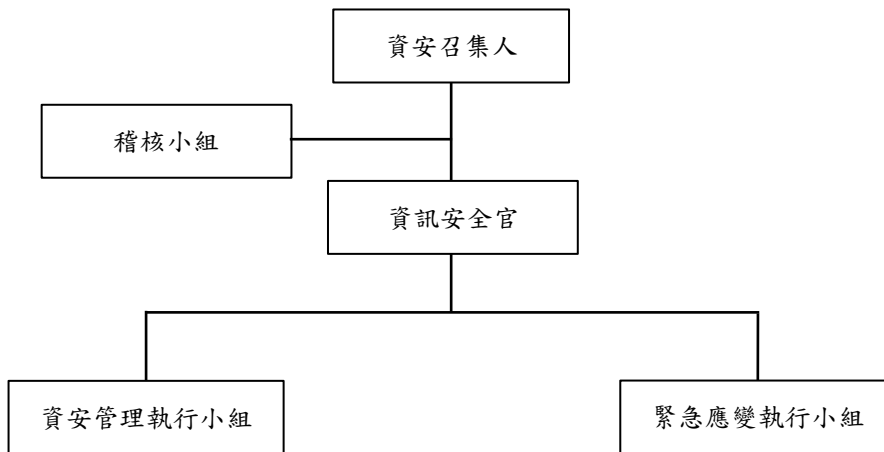 資安召集人
稽核小組
資訊安全官
資安管理執行小組
緊急應變執行小組